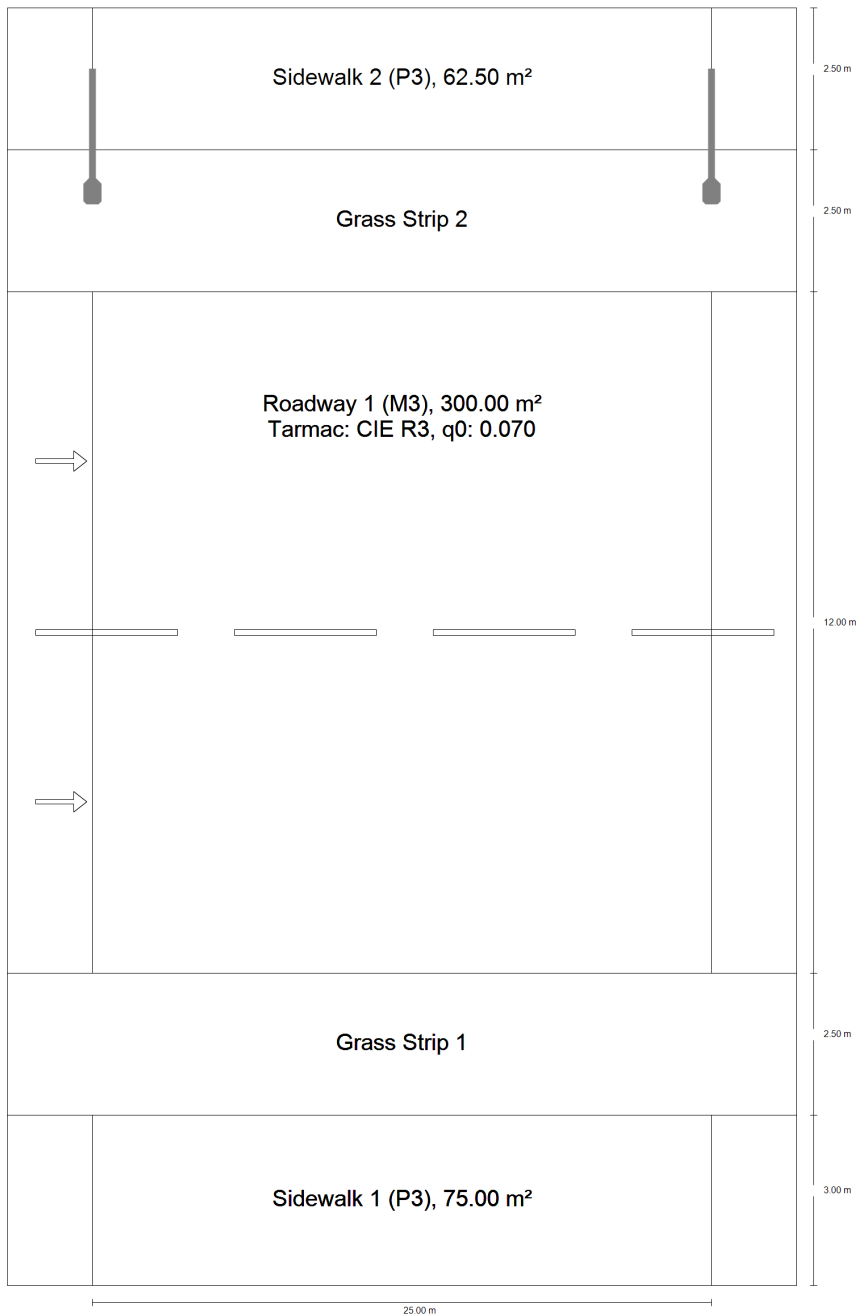 Sidewalk 2 (P3), 62.50 m²
2.50 m
Grass Strip 2
2.50 m
Roadway 1 (M3), 300.00 m²
Tarmac: CIE R3, q0: 0.070
12.00 m
Grass Strip 1
2.50 m
Sidewalk 1 (P3), 75.00 m²
3.00 m
25.00 m